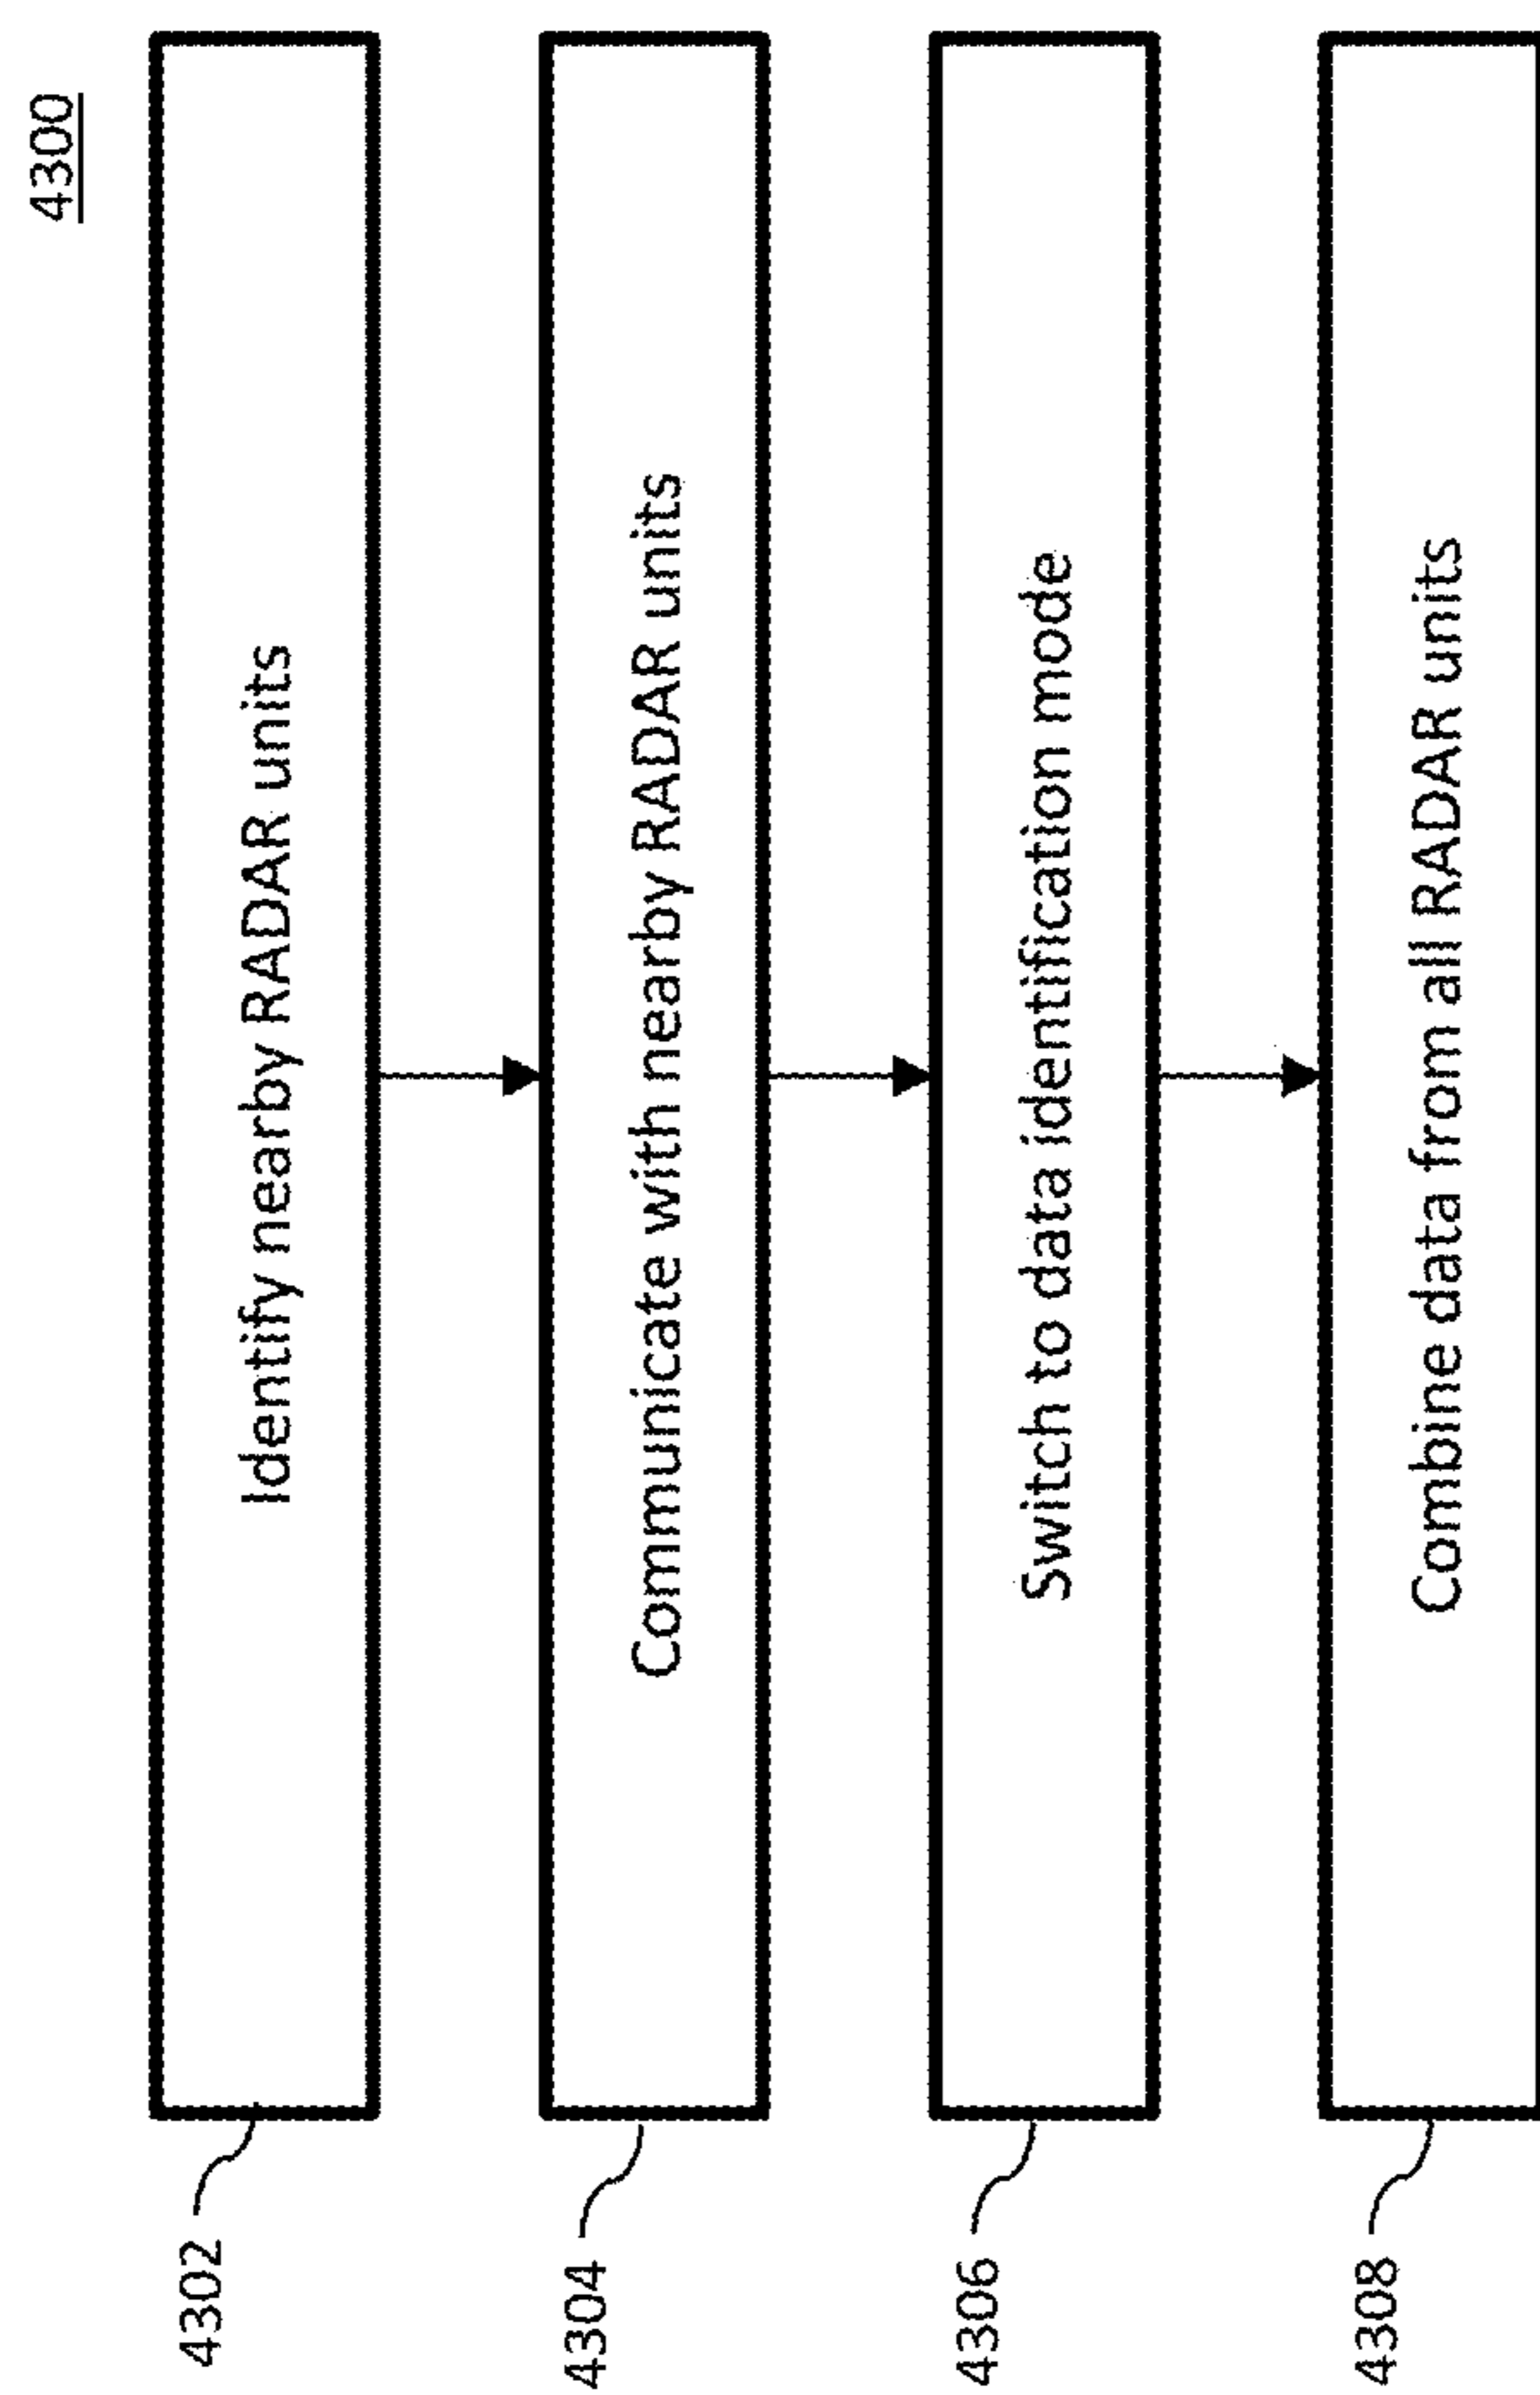 4300
4302
Identify nearby RADAR units
4304
Communicate with nearby RADAR units
4306
Switch to data identification mode
4308
Combine data from all RADAR units